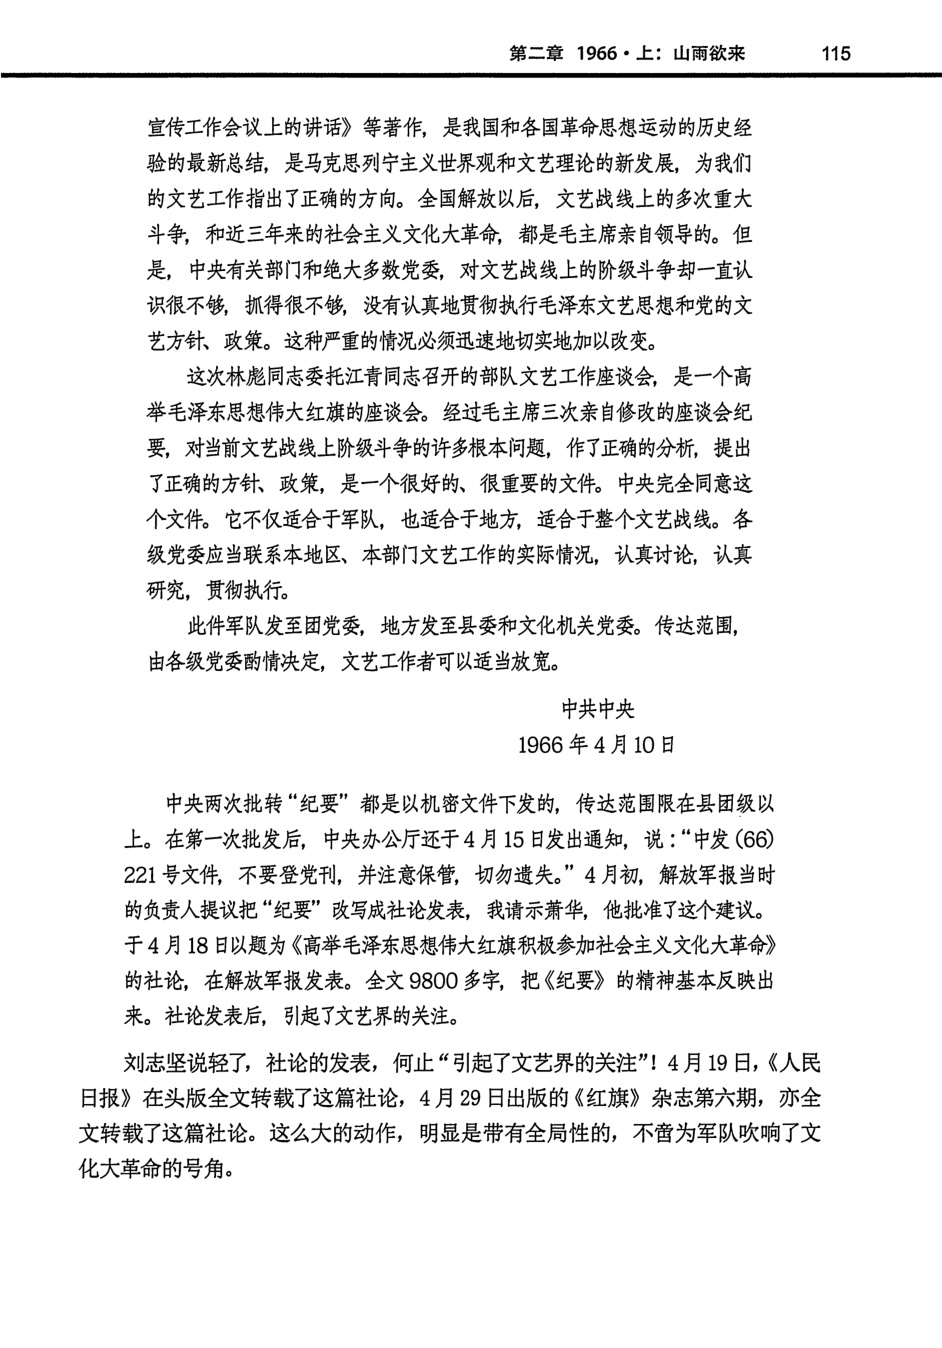 第二章 1966·上：山雨欲来 115
宣传工作会议上的讲话》等著作，是我国和各国革命思想运动的历史经
验的最新总结，是马克思列宁主义世界观和文艺理论的新发展，为我们
的文艺工作指出了正确的方向。全国解放以后，文艺战线上的多次重大
斗争，和近三年来的社会主义文化大革命，都是毛主席亲自领导的。但
是，中央有关部门和绝大多数党委，对文艺战线上的阶级斗争却一直认
识很不够，抓得很不够，没有认真地贯彻执行毛泽东文艺思想和党的文
艺方针、政策。这种严重的情况必须迅速地切实地加以改变。
这次林彪同志委托江青同志召开的部队文艺工作座谈会，是一个高
举毛泽东思想伟大红旗的座谈会。经过毛主席三次亲自修改的座谈会纪
要，对当前文艺战线上阶级斗争的许多根本问题，作了正确的分析，提出
了正确的方针、政策，是一个很好的、很重要的文件。中央完全同意这
个文件。它不仅适合于军队，也适合于地方，适合于整个文艺战线。各
级党委应当联系本地区、本部门文艺工作的实际情况，认真讨论，认真
研究，贯彻执行。
此件军队发至团党委，地方发至县委和文化机关党委。传达范围，
由各级党委酌情决定，文艺工作者可以适当放宽。
中共中央
1966 年 4 月 10 日
中央两次批转“纪要”都是以机密文件下发的，传达范围限在县团级以
上。在第一次批发后，中央办公厅还于 4 月 15 日发出通知，说：“中发(66)
221 号文件，不要登党刊，并注意保管，切勿遗失。”4 月初，解放军报当时
的负责人提议把“纪要”改写成社论发表，我请示萧华，他批准了这个建议。
于 4 月 18 日以题为《高举毛泽东思想伟大红旗积极参加社会主义文化大革命》
的社论，在解放军报发表。全文 9800 多字，把《纪要》的精神基本反映出
来。社论发表后，引起了文艺界的关注。
刘志坚说轻了，社论的发表，何止“引起了文艺界的关注”！4 月 19 日，《人民
日报》在头版全文转载了这篇社论，4 月 29 日出版的《红旗》杂志第六期，亦全
文转载了这篇社论。这么大的动作，明显是带有全局性的，不啻为军队吹响了文
化大革命的号角。